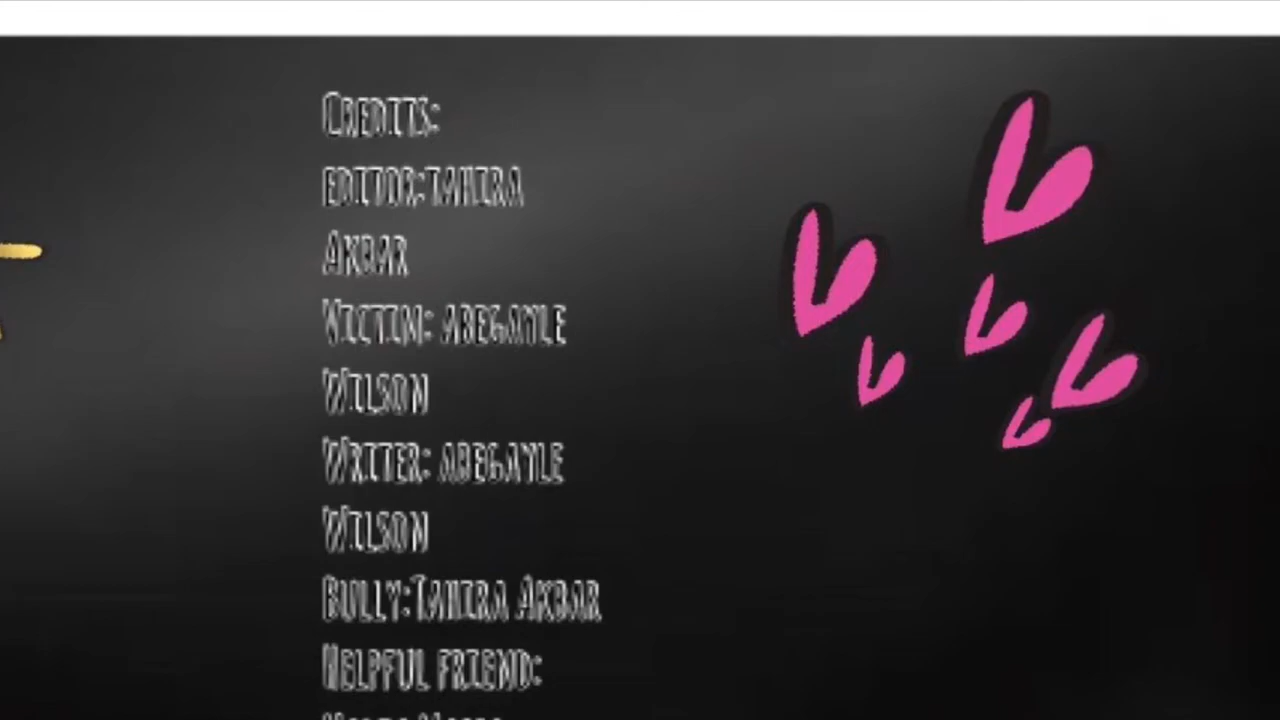 Credits:
editor:tahira
Akbar
Victim: abegayle
Wilson
Writer: abegayle
Wilson
Bully:Tahira Akbar
Helpful friend: